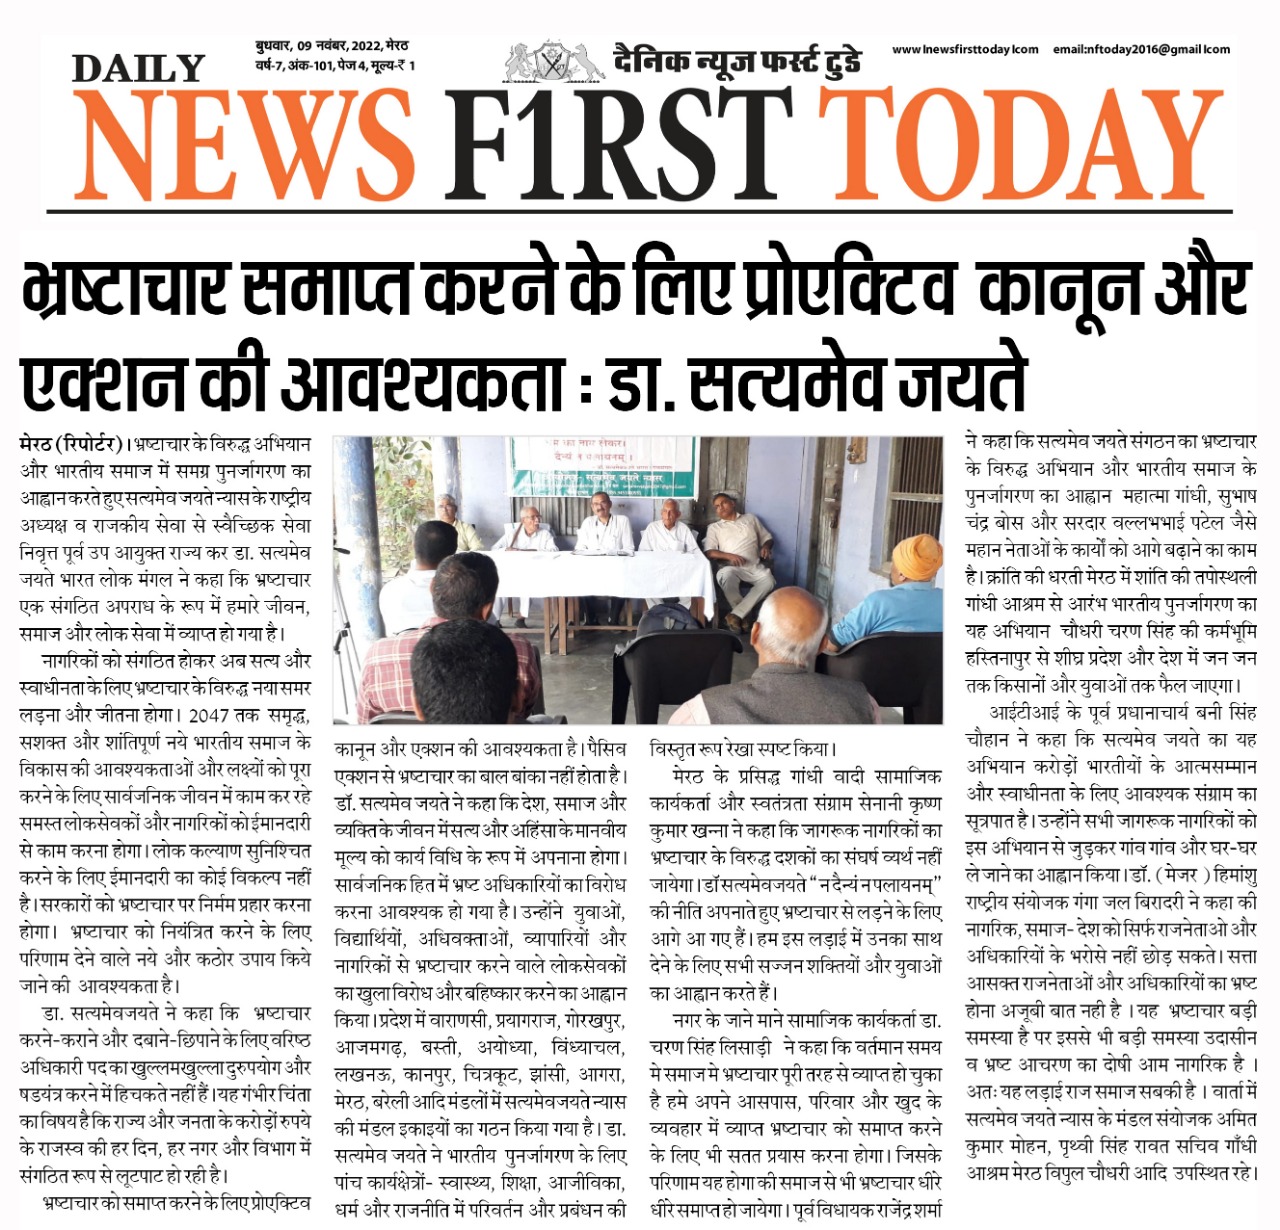 बुधवार, 09 नवंबर, 2022, मेरठ
वर्ष-7, अंक-101, पेज 4, मूल्य-₹ 1
दैनिक न्यूज फर्स्ट टुडे
www.lnewsfirsttoday lcom email:nftoday2016@gmail lcom
DAILY
NEWS F1RST TODAY
भ्रष्टाचार समाप्त करने के लिए प्रोएक्टिव कानून और
एक्शन की आवश्यकता : डा. सत्यमेव जयते
मेरठ (रिपोर्टर)। भ्रष्टाचार के विरुद्ध अभियान
और भारतीय समाज में समग्र पुनर्जागरण का
आह्वान करते हुए सत्यमेव जयते न्यास के राष्ट्रीय
अध्यक्ष व राजकीय सेवा से स्वैच्छिक सेवा
निवृत्त पूर्व उप आयुक्त राज्य कर डा. सत्यमेव
जयते भारत लोक मंगल ने कहा कि भ्रष्टाचार
एक संगठित अपराध के रूप में हमारे जीवन,
समाज और लोक सेवा में व्याप्त हो गया है।
नागरिकों को संगठित होकर अब सत्य और
स्वाधीनता के लिए भ्रष्टाचार के विरुद्ध नया समर
लड़ना और जीतना होगा। 2047 तक समृद्ध,
सशक्त और शांतिपूर्ण नये भारतीय समाज के
विकास की आवश्यकताओं और लक्ष्यों को पूरा
करने के लिए सार्वजनिक जीवन में काम कर रहे
समस्त लोकसेवकों और नागरिकों को ईमानदारी
से काम करना होगा। लोक कल्याण सुनिश्चित
करने के लिए ईमानदारी का कोई विकल्प नहीं
है। सरकारों को भ्रष्टाचार पर निर्मम प्रहार करना
होगा। भ्रष्टाचार को नियंत्रित करने के लिए
परिणाम देने वाले नये और कठोर उपाय किये
जाने की आवश्यकता है।
डा. सत्यमेवजयते ने कहा कि भ्रष्टाचार
करने-कराने और दबाने-छिपाने के लिए वरिष्ठ
अधिकारी पद का खुल्लमखुल्ला दुरुपयोग और
षडयंत्र करने में हिचकते नहीं हैं। यह गंभीर चिंता
का विषय है कि राज्य और जनता के करोड़ों रुपये
के राजस्व की हर दिन, हर नगर और विभाग में
संगठित रूप से लूटपाट हो रही है।
भ्रष्टाचार को समाप्त करने के लिए प्रोएक्टिव
दैन्यं न पलायनम् ।
सत्यमेव जयते न्यास
कानून और एक्शन की आवश्यकता है। पैसिव
एक्शन से भ्रष्टाचार का बाल बांका नहीं होता है।
डॉ. सत्यमेव जयते ने कहा कि देश, समाज और
व्यक्ति के जीवन में सत्य और अहिंसा के मानवीय
मूल्य को कार्य विधि के रूप में अपनाना होगा।
सार्वजनिक हित में भ्रष्ट अधिकारियों का विरोध
करना आवश्यक हो गया है। उन्होंने युवाओं,
विद्यार्थियों, अधिवक्ताओं, व्यापारियों और
नागरिकों से भ्रष्टाचार करने वाले लोकसेवकों
का खुला विरोध और बहिष्कार करने का आह्वान
किया। प्रदेश में वाराणसी, प्रयागराज, गोरखपुर,
आजमगढ़, बस्ती, अयोध्या, विंध्याचल,
लखनऊ, कानपुर, चित्रकूट, झांसी, आगरा,
मेरठ, बरेली आदि मंडलों में सत्यमेवजयते न्यास
की मंडल इकाइयों का गठन किया गया है। डा.
सत्यमेव जयते ने भारतीय पुनर्जागरण के लिए
पांच कार्यक्षेत्रों- स्वास्थ्य, शिक्षा, आजीविका,
धर्म और राजनीति में परिवर्तन और प्रबंधन की
विस्तृत रूप रेखा स्पष्ट किया।
मेरठ के प्रसिद्ध गांधी वादी सामाजिक
कार्यकर्ता और स्वतंत्रता संग्राम सेनानी कृष्ण
कुमार खन्ना ने कहा कि जागरूक नागरिकों का
भ्रष्टाचार के विरुद्ध दशकों का संघर्ष व्यर्थ नहीं
जायेगा। डॉ सत्यमेवजयते “न दैन्यं न पलायनम्”
की नीति अपनाते हुए भ्रष्टाचार से लड़ने के लिए
आगे आ गए हैं। हम इस लड़ाई में उनका साथ
देने के लिए सभी सज्जन शक्तियों और युवाओं
का आह्वान करते हैं।
नगर के जाने माने सामाजिक कार्यकर्ता डा.
चरण सिंह लिसाड़ी ने कहा कि वर्तमान समय
मे समाज मे भ्रष्टाचार पूरी तरह से व्याप्त हो चुका
है हमे अपने आसपास, परिवार और खुद के
व्यवहार में व्याप्त भ्रष्टाचार को समाप्त करने
के लिए भी सतत प्रयास करना होगा। जिसके
परिणाम यह होगा की समाज से भी भ्रष्टाचार धीरे
धीरे समाप्त हो जायेगा। पूर्व विधायक राजेंद्र शर्मा
ने कहा कि सत्यमेव जयते संगठन का भ्रष्टाचार
के विरुद्ध अभियान और भारतीय समाज के
पुनर्जागरण का आह्वान महात्मा गांधी, सुभाष
चंद्र बोस और सरदार वल्लभभाई पटेल जैसे
महान नेताओं के कार्यों को आगे बढ़ाने का काम
है। क्रांति की धरती मेरठ में शांति की तपोस्थली
गांधी आश्रम से आरंभ भारतीय पुनर्जागरण का
यह अभियान चौधरी चरण सिंह की कर्मभूमि
हस्तिनापुर से शीघ्र प्रदेश और देश में जन जन
तक किसानों और युवाओं तक फैल जाएगा।
आईटीआई के पूर्व प्रधानाचार्य बनी सिंह
चौहान ने कहा कि सत्यमेव जयते का यह
अभियान करोड़ों भारतीयों के आत्मसम्मान
और स्वाधीनता के लिए आवश्यक संग्राम का
सूत्रपात है। उन्होंने सभी जागरूक नागरिकों को
इस अभियान से जुड़कर गांव गांव और घर-घर
ले जाने का आह्वान किया। डॉ. ( मेजर ) हिमांशु
राष्ट्रीय संयोजक गंगा जल बिरादरी ने कहा की
नागरिक, समाज- देश को सिर्फ राजनेताओ और
अधिकारियों के भरोसे नहीं छोड़ सकते। सत्ता
आसक्त राजनेताओं और अधिकारियों का भ्रष्ट
होना अजूबी बात नही है । यह भ्रष्टाचार बड़ी
समस्या है पर इससे भी बड़ी समस्या उदासीन
व भ्रष्ट आचरण का दोषी आम नागरिक है ।
अतः यह लड़ाई राज समाज सबकी है । वार्ता में
सत्यमेव जयते न्यास के मंडल संयोजक अमित
कुमार मोहन, पृथ्वी सिंह रावत सचिव गाँधी
आश्रम मेरठ विपुल चौधरी आदि उपस्थित रहे।